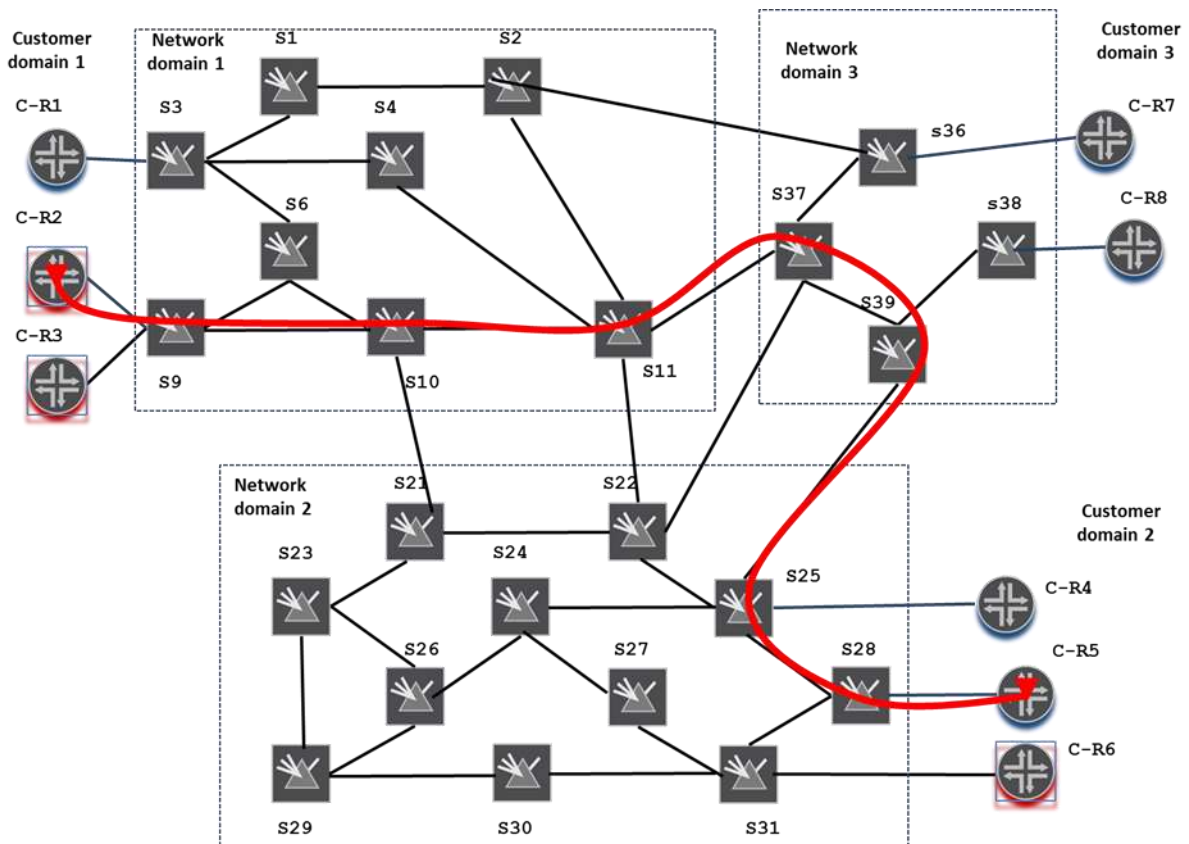 Customer
domain 1
Network
domain 1
S1
S2
Network
domain 3
Customer
domain 3
C-R1
S3
S4
s36
C-R7
C-R2
S6
S37
s38
C-R8
S39
C-R3
S9
S10
S11
Network
domain 2
S21
S22
Customer
domain 2
S23
S24
S25
C-R4
S26
S27
S28
C-R5
C-R6
S29
S30
S31